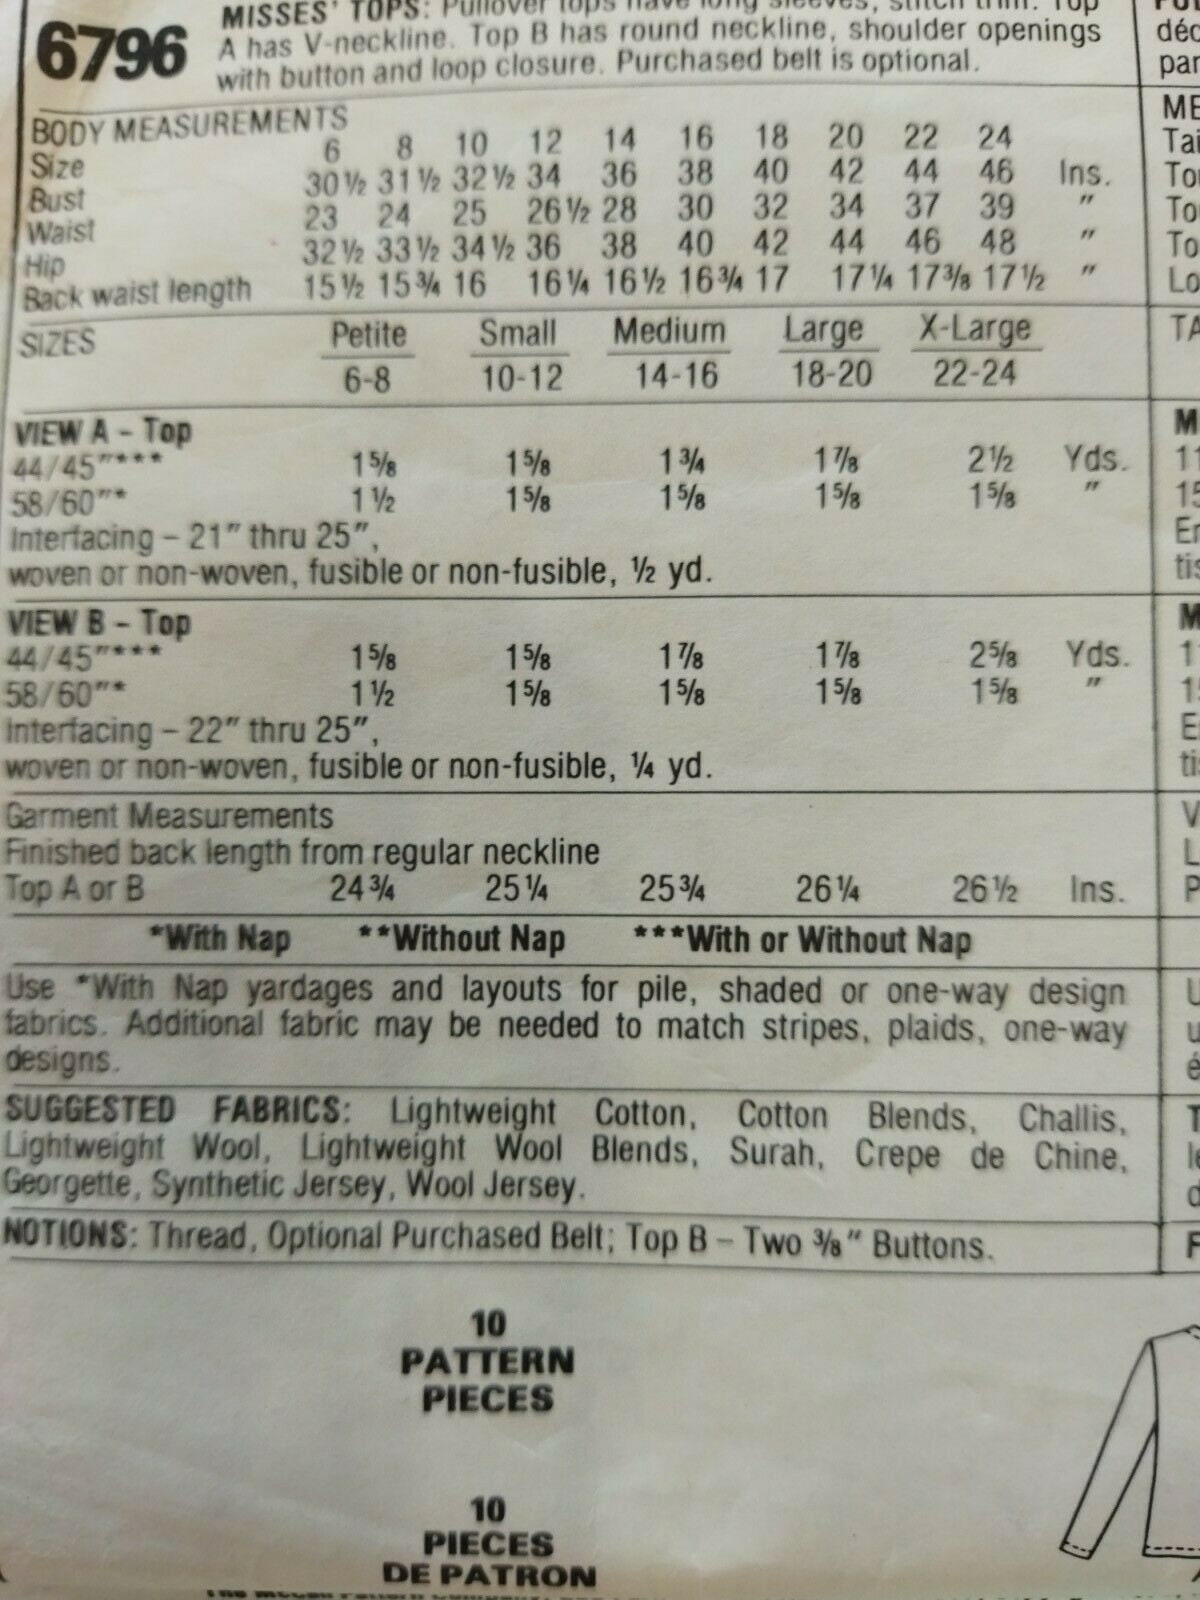 6796
MISSES' TOPS: Pullover tops have long sleeves, stitch trim. Top
A has V-neckline. Top B has round neckline, shoulder openings
with button and loop closure. Purchased belt is optional.
BODY MEASUREMENTS
Size 6 8 10 12 14 16 18 20 22 24
Bust 30½ 31½ 32½ 34 36 38 40 42 44 46 Ins.
Waist 23 24 25 26½ 28 30 32 34 37 39 "
Hip 32½ 33½ 34½ 36 38 40 42 44 46 48 "
Back waist length 15½ 15¾ 16 16¼ 16½ 16¾ 17 17¼ 17⅜ 17½ "
SIZES Petite Small Medium Large X-Large
6-8 10-12 14-16 18-20 22-24
VIEW A - Top
44/45"*** 1⅝ 1⅝ 1¾ 1⅞ 2½ Yds.
58/60"* 1½ 1⅝ 1⅝ 1⅝ 1⅝ "
Interfacing - 21" thru 25",
woven or non-woven, fusible or non-fusible, ½ yd.
VIEW B - Top
44/45"*** 1⅝ 1⅝ 1⅞ 1⅞ 2⅝ Yds.
58/60"* 1½ 1⅝ 1⅝ 1⅝ 1⅝ "
Interfacing - 22" thru 25",
woven or non-woven, fusible or non-fusible, ¼ yd.
Garment Measurements
Finished back length from regular neckline
Top A or B 24¾ 25¼ 25¾ 26¼ 26½ Ins.
*With Nap **Without Nap ***With or Without Nap
Use *With Nap yardages and layouts for pile, shaded or one-way design
fabrics. Additional fabric may be needed to match stripes, plaids, one-way
designs.
SUGGESTED FABRICS: Lightweight Cotton, Cotton Blends, Challis,
Lightweight Wool, Lightweight Wool Blends, Surah, Crepe de Chine,
Georgette, Synthetic Jersey, Wool Jersey.
NOTIONS: Thread, Optional Purchased Belt; Top B - Two ⅜" Buttons.
10
PATTERN
PIECES
10
PIECES
DE PATRON